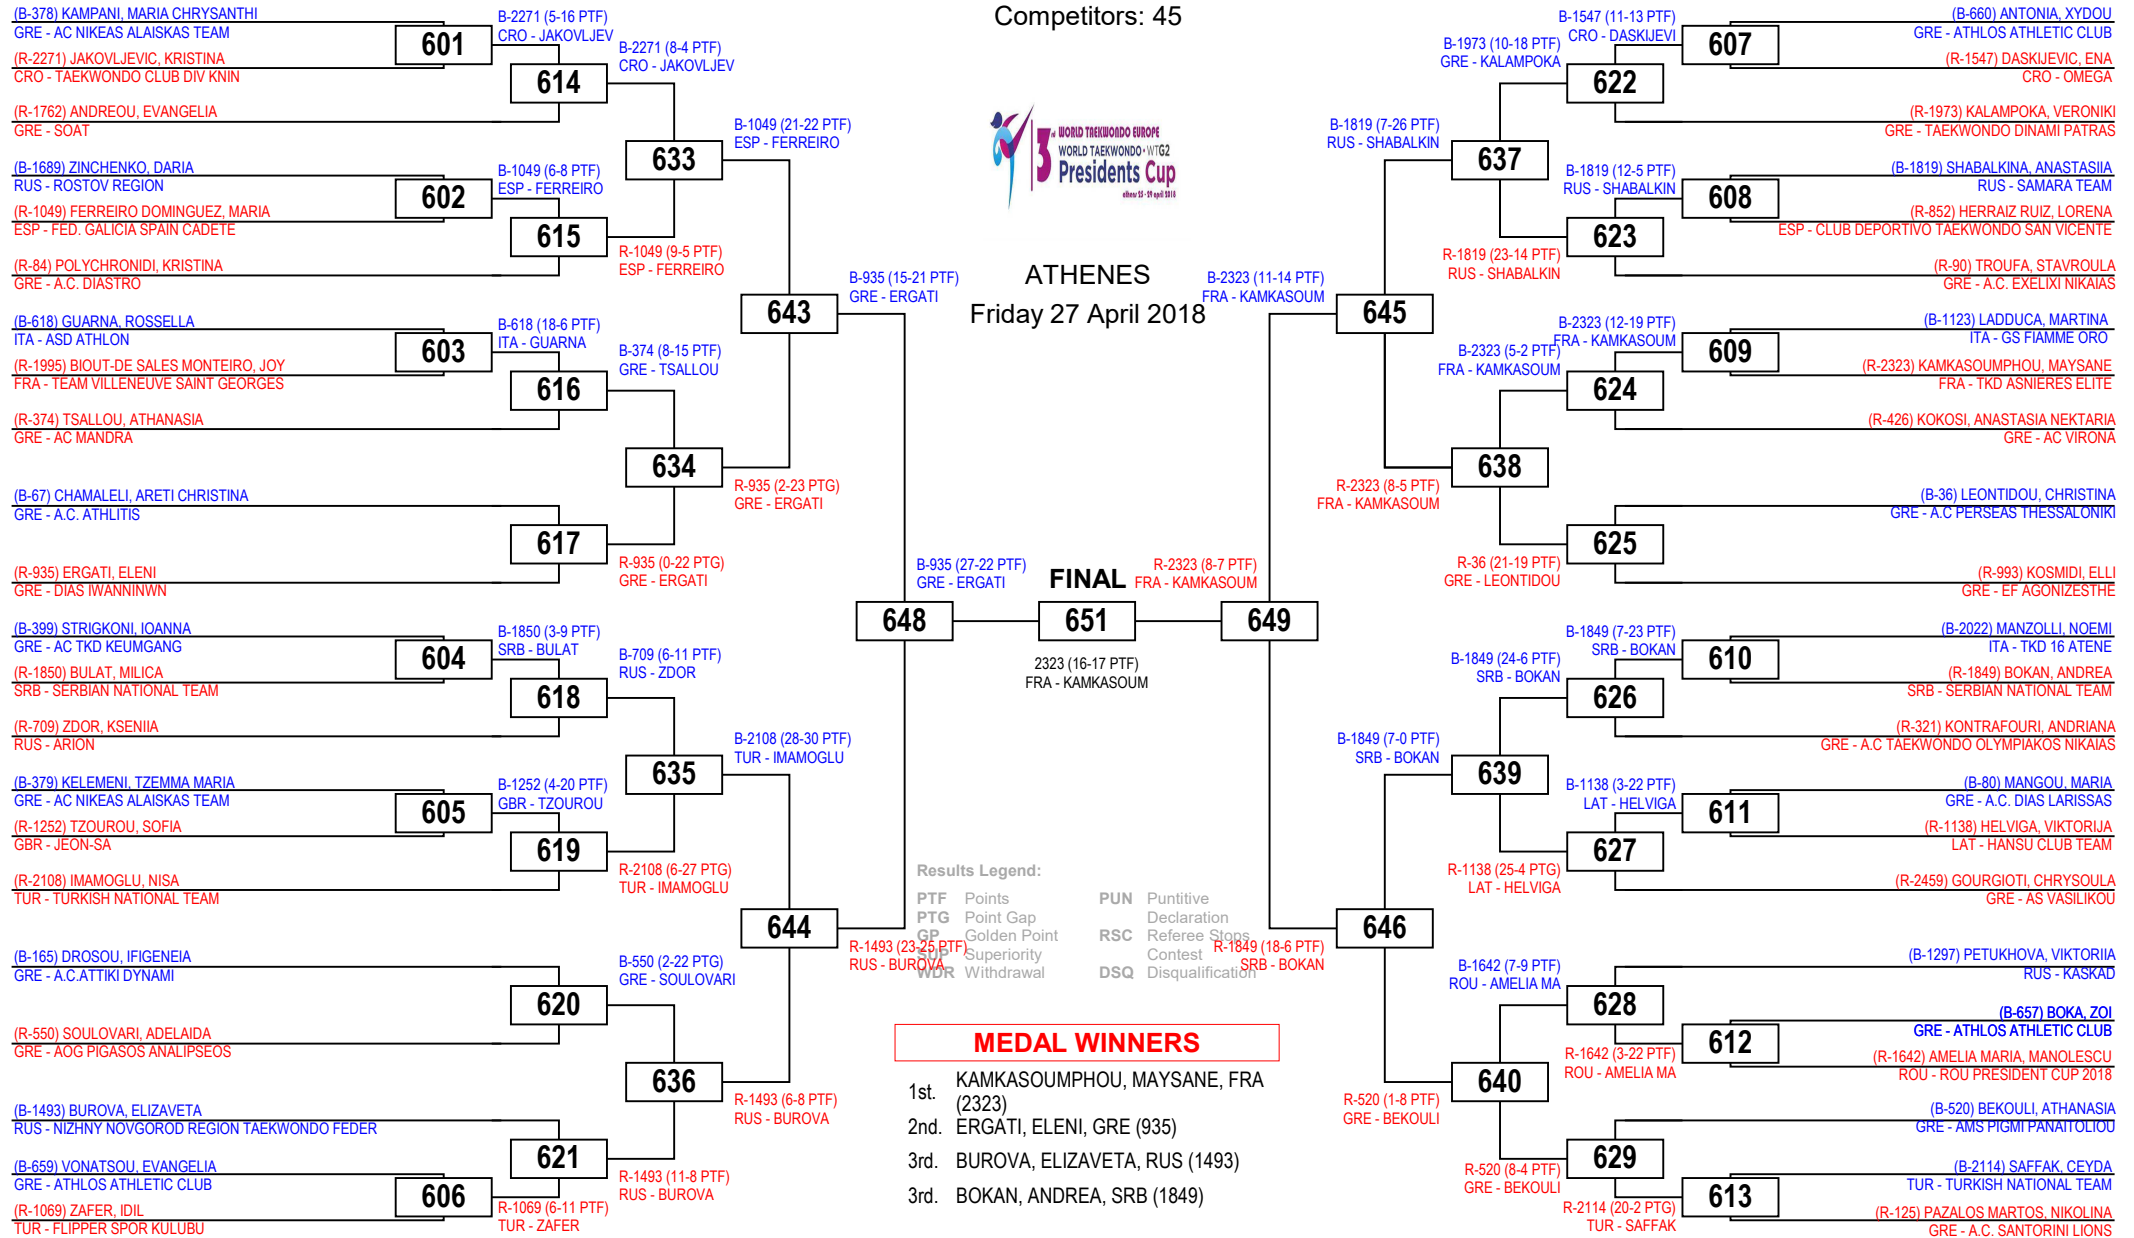 Competitors: 45
3rd WORLD TAEKWONDO EUROPE
WORLD TAEKWONDO • WTG2
Presidents Cup
athens 25 - 29 april 2018
ATHENES
Friday 27 April 2018
(B-378) KAMPANI, MARIA CHRYSANTHI
GRE - AC NIKEAS ALAISKAS TEAM
601
(R-2271) JAKOVLJEVIC, KRISTINA
CRO - TAEKWONDO CLUB DIV KNIN
B-2271 (5-16 PTF)
CRO - JAKOVLJEV
614
(R-1762) ANDREOU, EVANGELIA
GRE - SOAT
B-2271 (8-4 PTF)
CRO - JAKOVLJEV
633
(B-1689) ZINCHENKO, DARIA
RUS - ROSTOV REGION
602
(R-1049) FERREIRO DOMINGUEZ, MARIA
ESP - FED. GALICIA SPAIN CADETE
B-1049 (6-8 PTF)
ESP - FERREIRO
615
(R-84) POLYCHRONIDI, KRISTINA
GRE - A.C. DIASTRO
R-1049 (9-5 PTF)
ESP - FERREIRO
B-1049 (21-22 PTF)
ESP - FERREIRO
643
(B-618) GUARNA, ROSSELLA
ITA - ASD ATHLON
603
(R-1995) BIOUT-DE SALES MONTEIRO, JOY
FRA - TEAM VILLENEUVE SAINT GEORGES
B-618 (18-6 PTF)
ITA - GUARNA
616
(R-374) TSALLOU, ATHANASIA
GRE - AC MANDRA
B-374 (8-15 PTF)
GRE - TSALLOU
634
(B-67) CHAMALELI, ARETI CHRISTINA
GRE - A.C. ATHLITIS
617
(R-935) ERGATI, ELENI
GRE - DIAS IWANNINWN
R-935 (0-22 PTG)
GRE - ERGATI
R-935 (2-23 PTG)
GRE - ERGATI
B-935 (15-21 PTF)
GRE - ERGATI
648
(B-399) STRIGKONI, IOANNA
GRE - AC TKD KEUMGANG
604
(R-1850) BULAT, MILICA
SRB - SERBIAN NATIONAL TEAM
B-1850 (3-9 PTF)
SRB - BULAT
618
(R-709) ZDOR, KSENIIA
RUS - ARION
B-709 (6-11 PTF)
RUS - ZDOR
635
(B-379) KELEMENI, TZEMMA MARIA
GRE - AC NIKEAS ALAISKAS TEAM
605
(R-1252) TZOUROU, SOFIA
GBR - JEON-SA
B-1252 (4-20 PTF)
GBR - TZOUROU
619
(R-2108) IMAMOGLU, NISA
TUR - TURKISH NATIONAL TEAM
R-2108 (6-27 PTG)
TUR - IMAMOGLU
B-2108 (28-30 PTF)
TUR - IMAMOGLU
644
(B-165) DROSOU, IFIGENEIA
GRE - A.C.ATTIKI DYNAMI
620
(R-550) SOULOVARI, ADELAIDA
GRE - AOG PIGASOS ANALIPSEOS
B-550 (2-22 PTG)
GRE - SOULOVARI
636
(B-1493) BUROVA, ELIZAVETA
RUS - NIZHNY NOVGOROD REGION TAEKWONDO FEDER
621
(B-659) VONATSOU, EVANGELIA
GRE - ATHLOS ATHLETIC CLUB
606
(R-1069) ZAFER, IDIL
TUR - FLIPPER SPOR KULUBU
R-1069 (6-11 PTF)
TUR - ZAFER
R-1493 (11-8 PTF)
RUS - BUROVA
R-1493 (6-8 PTF)
RUS - BUROVA
R-1493 (23-25 PTF)
RUS - BUROVA
B-935 (27-22 PTF)
GRE - ERGATI
FINAL
651
2323 (16-17 PTF)
FRA - KAMKASOUM
R-2323 (8-7 PTF)
FRA - KAMKASOUM
649
B-2323 (11-14 PTF)
FRA - KAMKASOUM
645
B-1819 (7-26 PTF)
RUS - SHABALKIN
637
B-1973 (10-18 PTF)
GRE - KALAMPOKA
622
B-1547 (11-13 PTF)
CRO - DASKIJEVI
607
(B-660) ANTONIA, XYDOU
GRE - ATHLOS ATHLETIC CLUB
(R-1547) DASKIJEVIC, ENA
CRO - OMEGA
(R-1973) KALAMPOKA, VERONIKI
GRE - TAEKWONDO DINAMI PATRAS
B-1819 (12-5 PTF)
RUS - SHABALKIN
608
(B-1819) SHABALKINA, ANASTASIIA
RUS - SAMARA TEAM
(R-852) HERRAIZ RUIZ, LORENA
ESP - CLUB DEPORTIVO TAEKWONDO SAN VICENTE
623
R-1819 (23-14 PTF)
RUS - SHABALKIN
(R-90) TROUFA, STAVROULA
GRE - A.C. EXELIXI NIKAIAS
B-2323 (12-19 PTF)
FRA - KAMKASOUM
609
(B-1123) LADDUCA, MARTINA
ITA - GS FIAMME ORO
(R-2323) KAMKASOUMPHOU, MAYSANE
FRA - TKD ASNIERES ELITE
B-2323 (5-2 PTF)
FRA - KAMKASOUM
624
(R-426) KOKOSI, ANASTASIA NEKTARIA
GRE - AC VIRONA
638
R-2323 (8-5 PTF)
FRA - KAMKASOUM
(B-36) LEONTIDOU, CHRISTINA
GRE - A.C PERSEAS THESSALONIKI
625
R-36 (21-19 PTF)
GRE - LEONTIDOU
(R-993) KOSMIDI, ELLI
GRE - EF AGONIZESTHE
B-1849 (7-23 PTF)
SRB - BOKAN
610
(B-2022) MANZOLLI, NOEMI
ITA - TKD 16 ATENE
(R-1849) BOKAN, ANDREA
SRB - SERBIAN NATIONAL TEAM
B-1849 (24-6 PTF)
SRB - BOKAN
626
(R-321) KONTRAFOURI, ANDRIANA
GRE - A.C TAEKWONDO OLYMPIAKOS NIKAIAS
B-1849 (7-0 PTF)
SRB - BOKAN
639
B-1138 (3-22 PTF)
LAT - HELVIGA
611
(B-80) MANGOU, MARIA
GRE - A.C. DIAS LARISSAS
(R-1138) HELVIGA, VIKTORIJA
LAT - HANSU CLUB TEAM
627
R-1138 (25-4 PTG)
LAT - HELVIGA
(R-2459) GOURGIOTI, CHRYSOULA
GRE - AS VASILIKOU
646
R-1849 (18-6 PTF)
SRB - BOKAN
B-1642 (7-9 PTF)
ROU - AMELIA MA
628
(B-1297) PETUKHOVA, VIKTORIIA
RUS - KASKAD
(B-657) BOKA, ZOI
GRE - ATHLOS ATHLETIC CLUB
612
R-1642 (3-22 PTF)
ROU - AMELIA MA
(R-1642) AMELIA MARIA, MANOLESCU
ROU - ROU PRESIDENT CUP 2018
640
R-520 (1-8 PTF)
GRE - BEKOULI
(B-520) BEKOULI, ATHANASIA
GRE - AMS PIGMI PANAITOLIOU
629
R-520 (8-4 PTF)
GRE - BEKOULI
(B-2114) SAFFAK, CEYDA
TUR - TURKISH NATIONAL TEAM
613
R-2114 (20-2 PTG)
TUR - SAFFAK
(R-125) PAZALOS MARTOS, NIKOLINA
GRE - A.C. SANTORINI LIONS
Results Legend:
PTF Points
PTG Point Gap
GP Golden Point
SUP Superiority
WDR Withdrawal
PUN Puntitive
Declaration
RSC Referee Stops
Contest
DSQ Disqualification
MEDAL WINNERS
1st. KAMKASOUMPHOU, MAYSANE, FRA
(2323)
2nd. ERGATI, ELENI, GRE (935)
3rd. BUROVA, ELIZAVETA, RUS (1493)
3rd. BOKAN, ANDREA, SRB (1849)